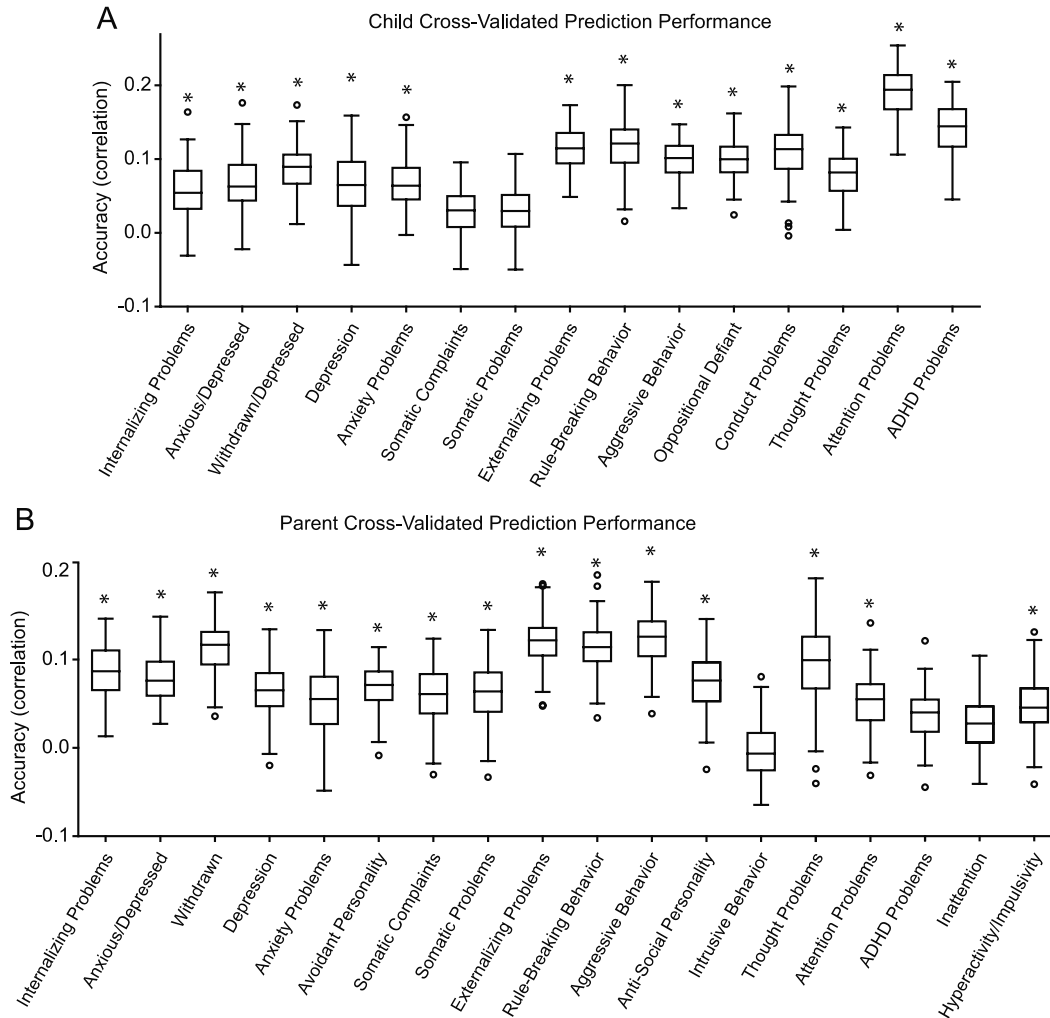 A
Child Cross-Validated Prediction Performance
Accuracy (correlation)
0.2
0.1
0.0
-0.1
* * * * * * * * * * * * *
Internalizing Problems
Anxious/Depressed
Withdrawn/Depressed
Depression
Anxiety Problems
Somatic Complaints
Somatic Problems
Externalizing Problems
Rule-Breaking Behavior
Aggressive Behavior
Oppositional Defiant
Conduct Problems
Thought Problems
Attention Problems
ADHD Problems
B
Parent Cross-Validated Prediction Performance
Accuracy (correlation)
0.2
0.1
0.0
-0.1
* * * * * * * * * * * * * * *
Internalizing Problems
Anxious/Depressed
Withdrawn
Depression
Anxiety Problems
Avoidant Personality
Somatic Complaints
Somatic Problems
Externalizing Problems
Rule-Breaking Behavior
Aggressive Behavior
Anti-Social Personality
Intrusive Behavior
Thought Problems
Attention Problems
ADHD Problems
Inattention
Hyperactivity/Impulsivity